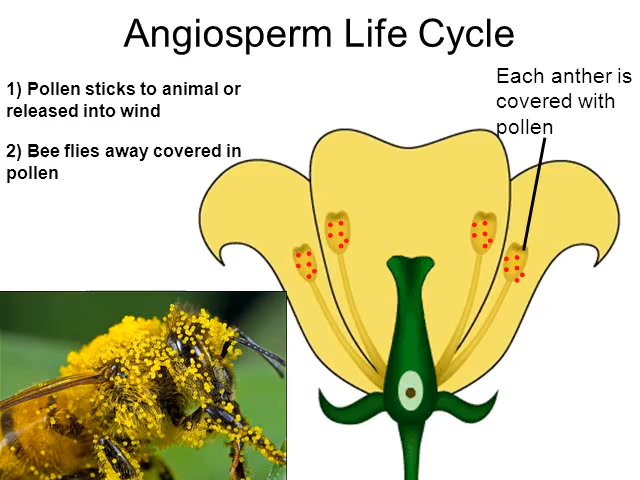 Angiosperm Life Cycle
1) Pollen sticks to animal or
released into wind
2) Bee flies away covered in
pollen
Each anther is
covered with
pollen